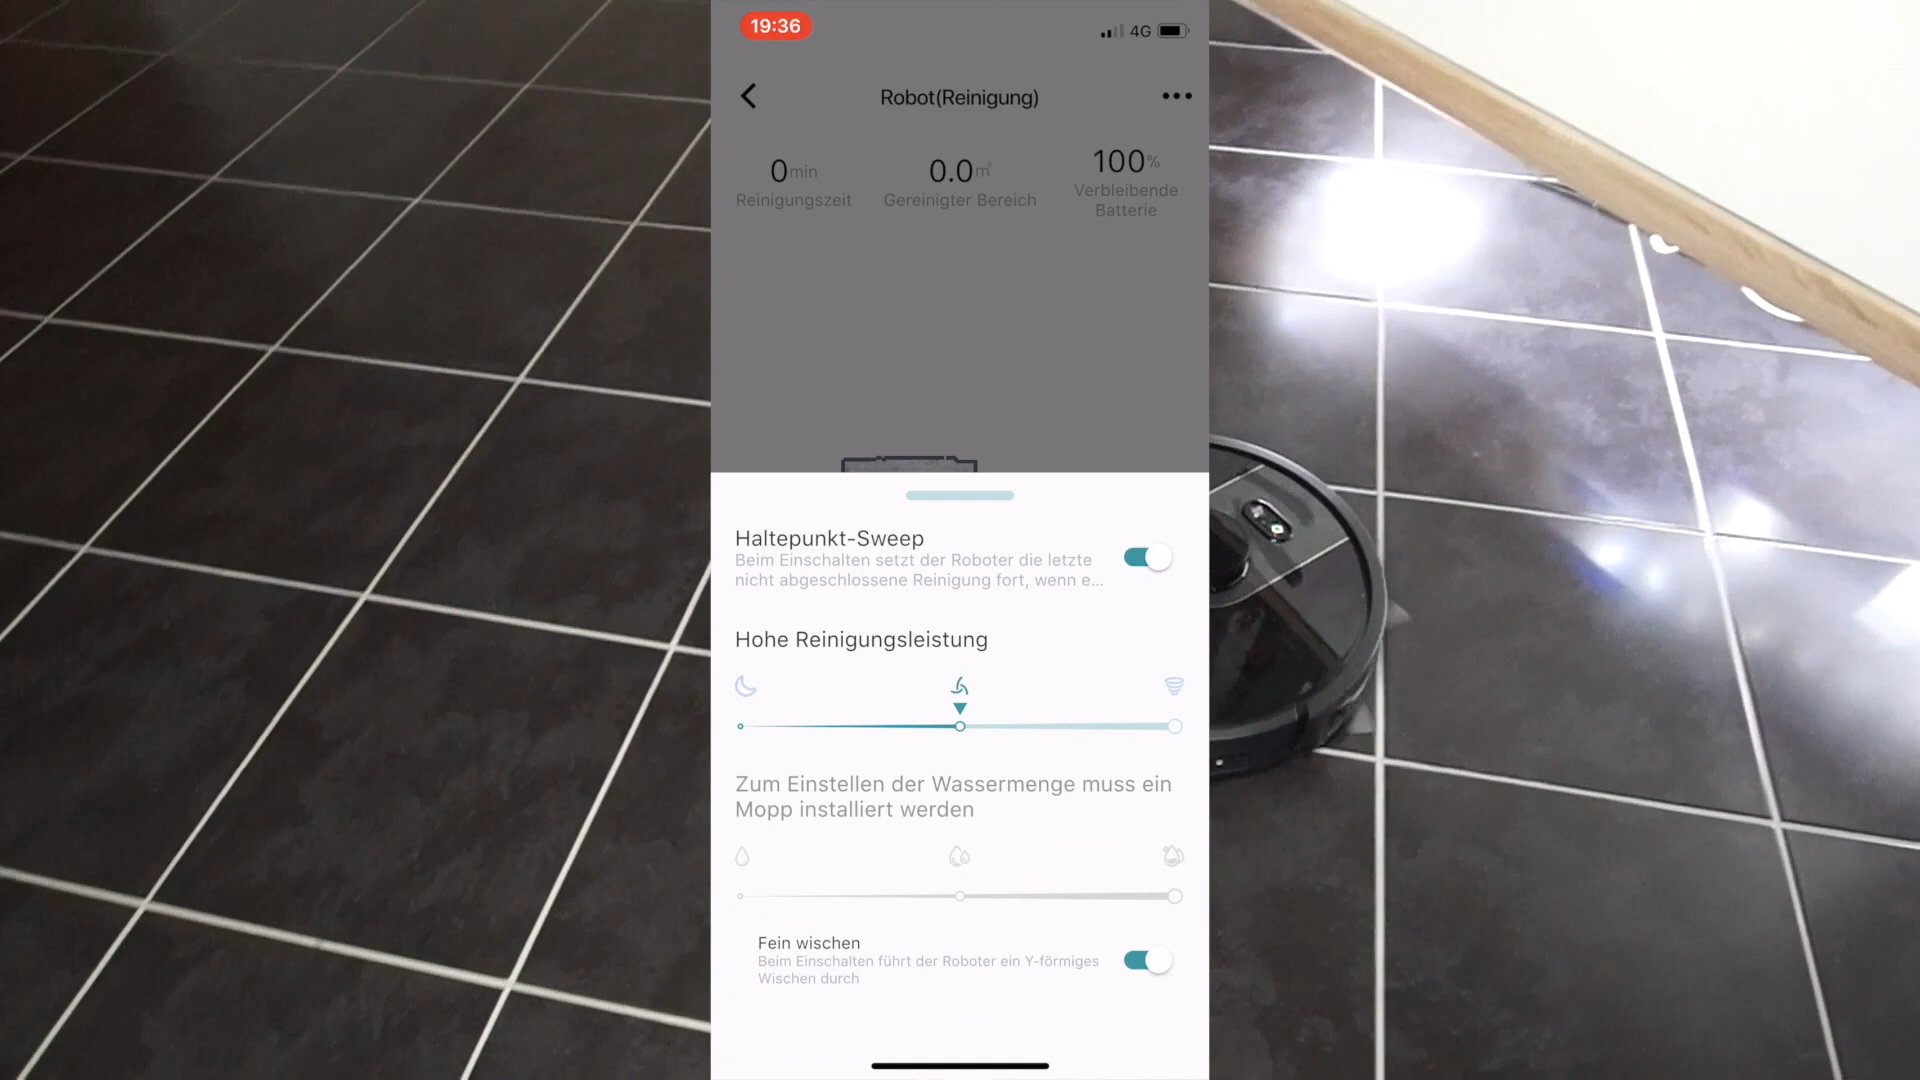 19:36
4G
Robot(Reinigung)
0min
0.0㎡
100%
Reinigungszeit
Gereinigter Bereich
Verbleibende
Batterie
Haltepunkt-Sweep
Beim Einschalten setzt der Roboter die letzte
nicht abgeschlossene Reinigung fort, wenn e...
Hohe Reinigungsleistung
Zum Einstellen der Wassermenge muss ein
Mopp installiert werden
Fein wischen
Beim Einschalten führt der Roboter ein Y-förmiges
Wischen durch